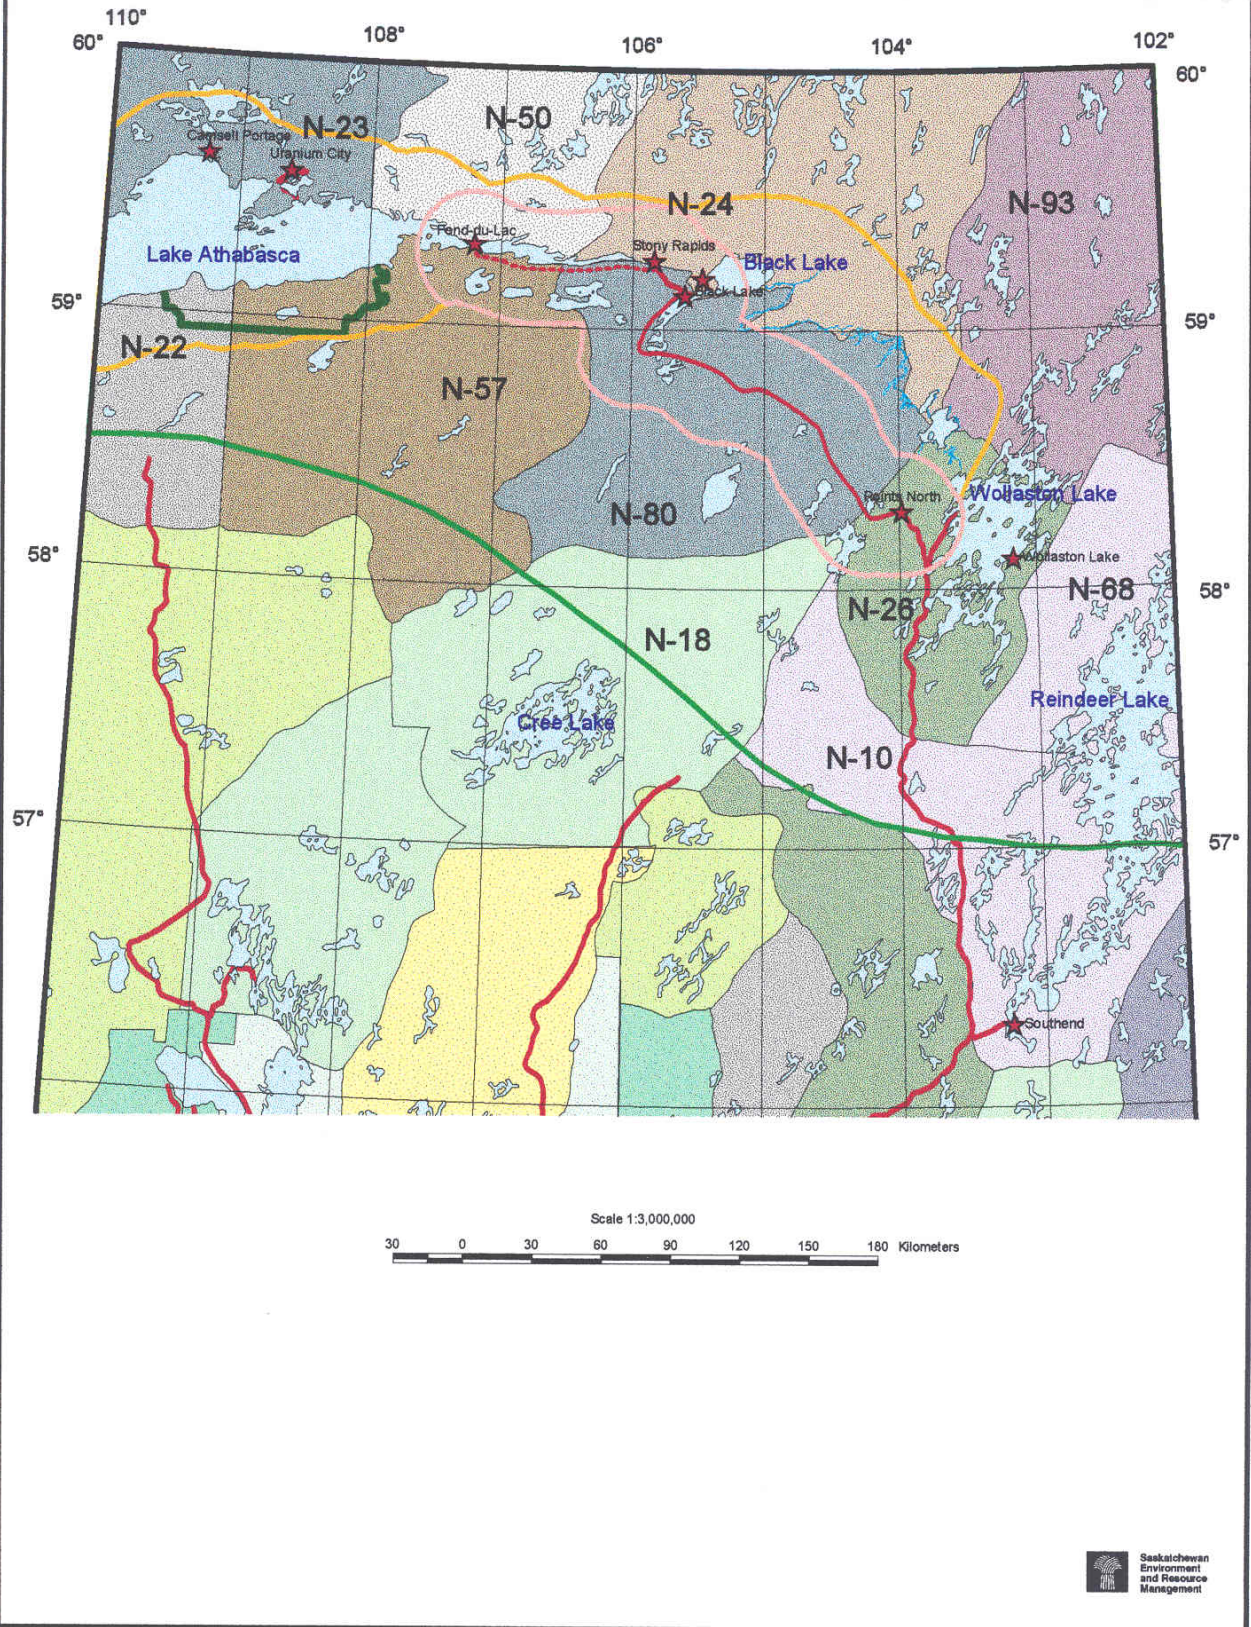 110°
60°
108°
106°
104°
102°
60°
N-50
N-23
Camsell Portage
Uranium City
N-24
N-93
Fond-du-Lac
Stony Rapids
Lake Athabasca
Black Lake
Black Lake
59°
59°
N-22
N-57
Points North
Wollaston Lake
N-80
58°
Wollaston Lake
58°
N-68
N-26
N-18
Reindeer Lake
Cree Lake
N-10
57°
57°
Southend
Scale 1:3,000,000
30 0 30 60 90 120 150 180 Kilometers
Saskatchewan
Environment
and Resource
Management